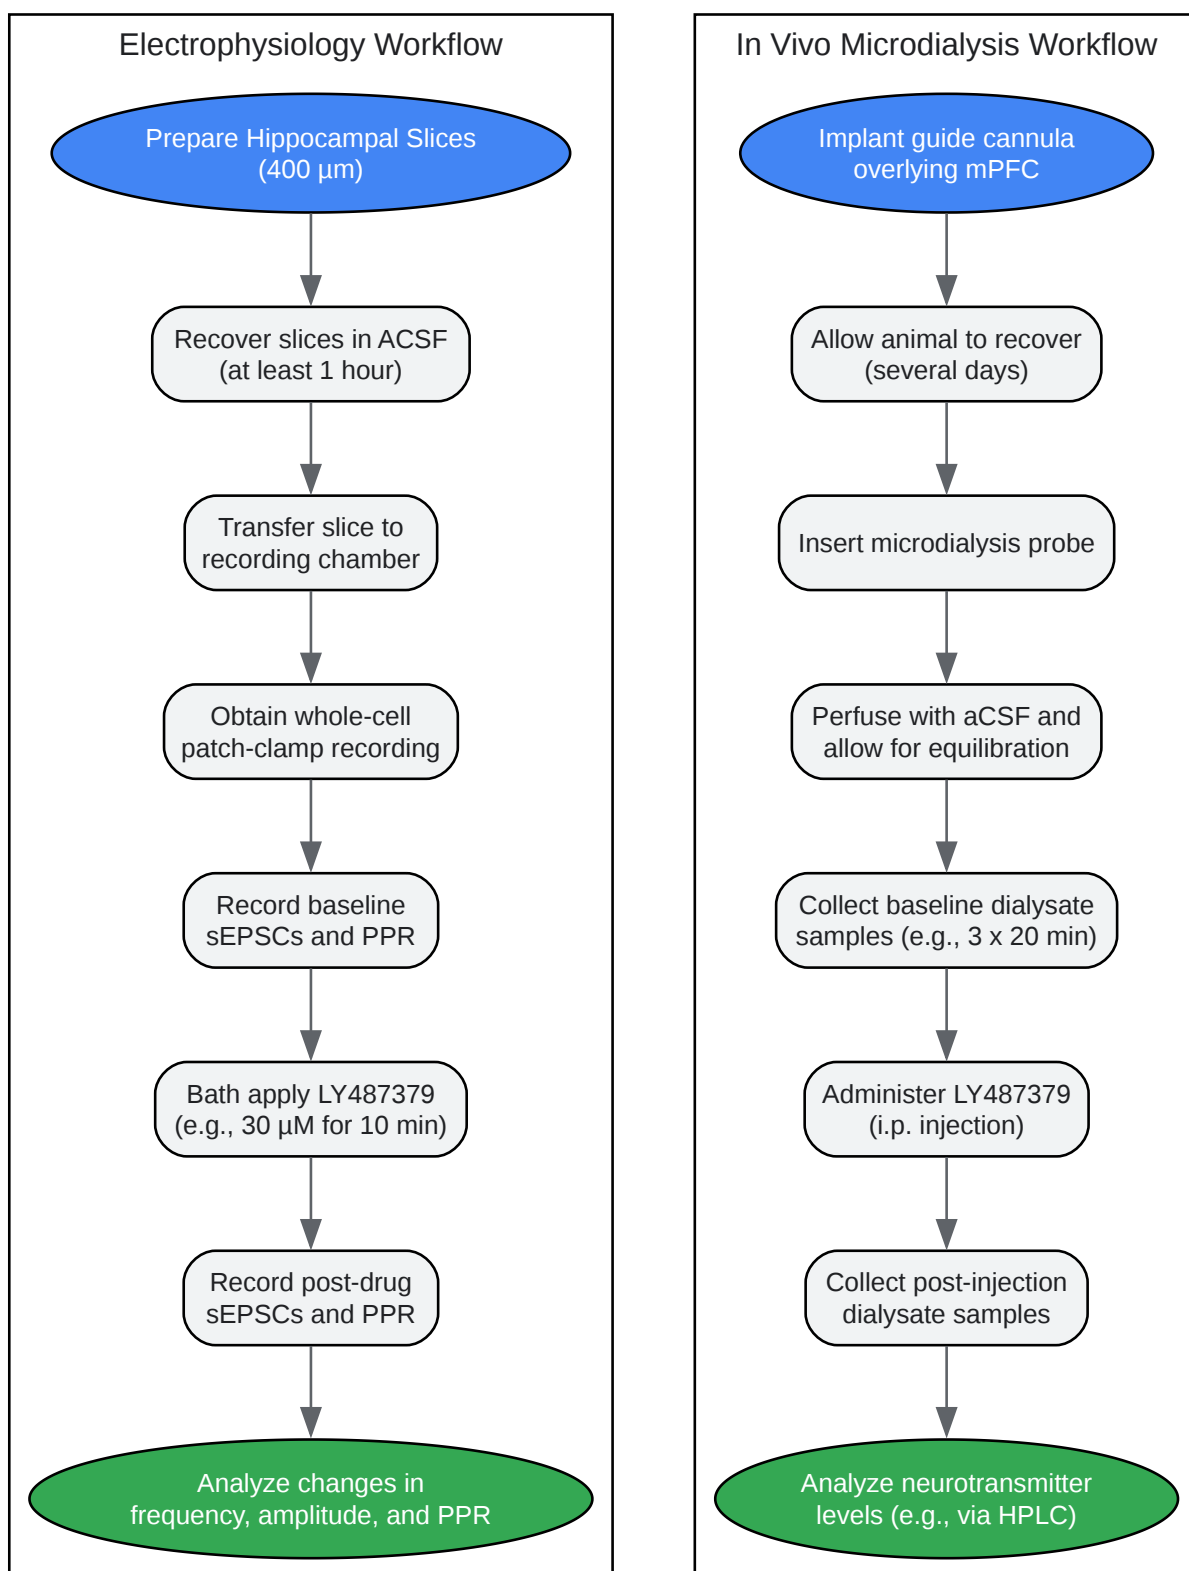 Electrophysiology Workflow
Prepare Hippocampal Slices
(400 µm)
Recover slices in ACSF
(at least 1 hour)
Transfer slice to
recording chamber
Obtain whole-cell
patch-clamp recording
Record baseline
sEPSCs and PPR
Bath apply LY487379
(e.g., 30 µM for 10 min)
Record post-drug
sEPSCs and PPR
Analyze changes in
frequency, amplitude, and PPR
In Vivo Microdialysis Workflow
Implant guide cannula
overlying mPFC
Allow animal to recover
(several days)
Insert microdialysis probe
Perfuse with aCSF and
allow for equilibration
Collect baseline dialysate
samples (e.g., 3 x 20 min)
Administer LY487379
(i.p. injection)
Collect post-injection
dialysate samples
Analyze neurotransmitter
levels (e.g., via HPLC)